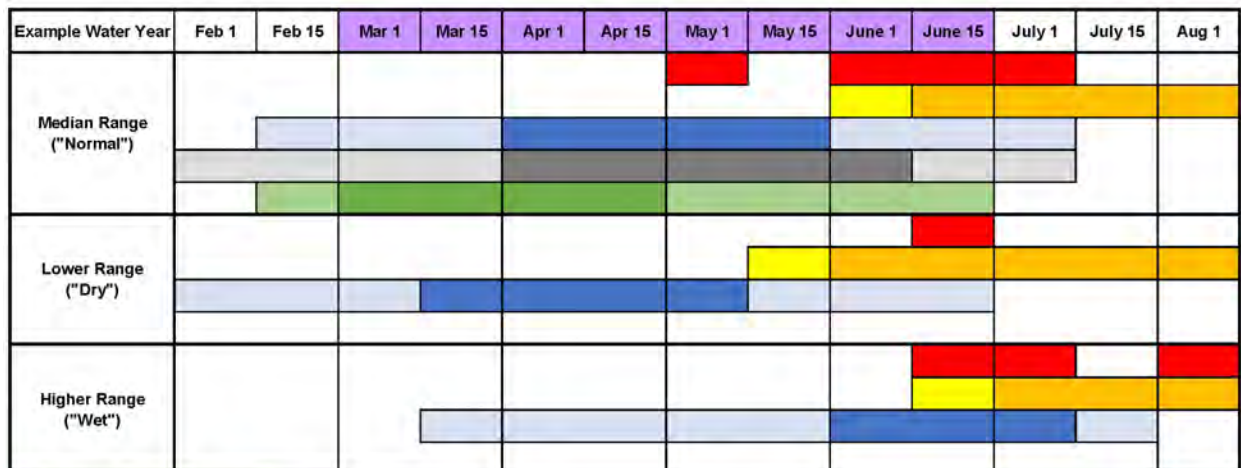 Example Water Year Feb 1 Feb 15 Mar 1 Mar 15 Apr 1 Apr 15 May 1 May 15 June 1 June 15 July 1 July 15 Aug 1
Median Range
("Normal")
Lower Range
("Dry")
Higher Range
("Wet")